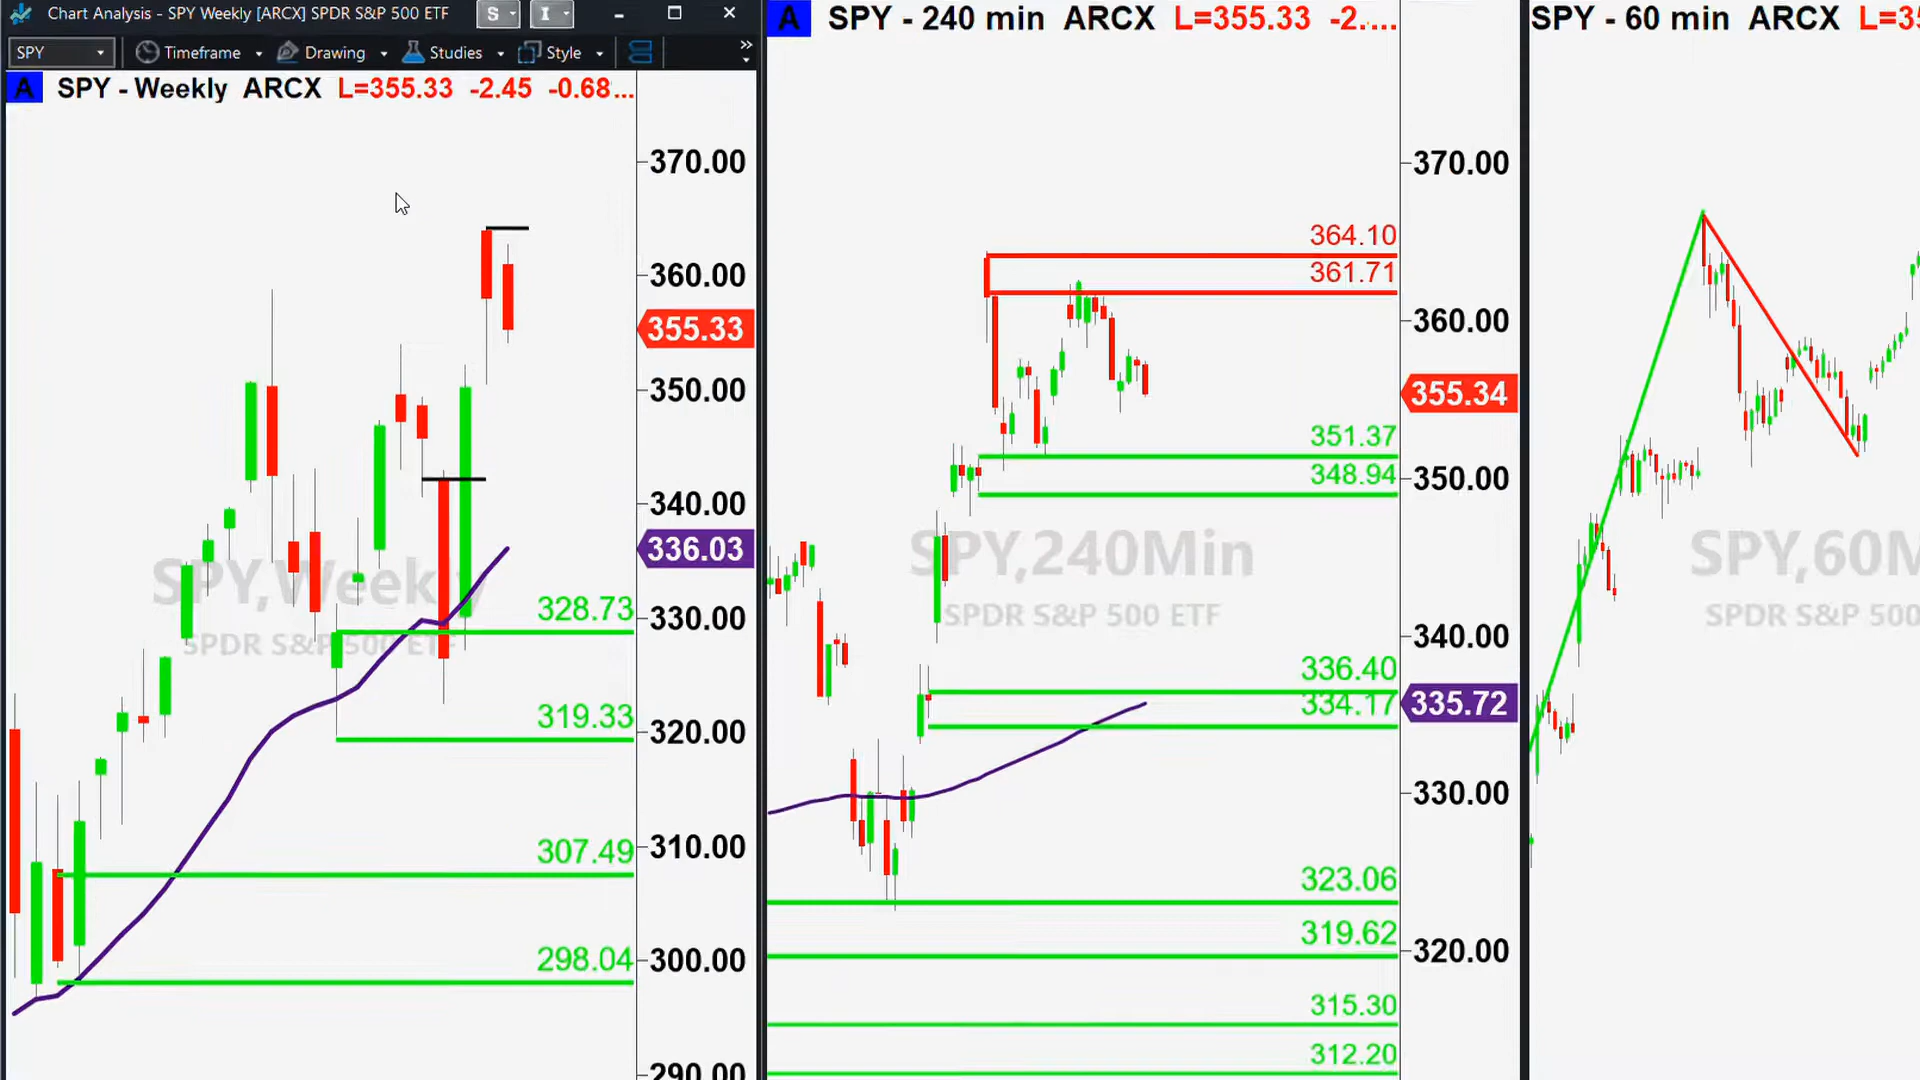 Chart Analysis - SPY Weekly [ARCX] SPDR S&P 500 ETF
S
I
SPY
Timeframe
Drawing
Studies
Style
A
SPY - Weekly ARCX L=355.33 -2.45 -0.68...
370.00
360.00
355.33
350.00
340.00
336.03
330.00
320.00
310.00
300.00
290.00
SPY,Weekly
SPDR S&P 500 ETF
328.73
319.33
307.49
298.04
A
SPY - 240 min ARCX L=355.33 -2....
370.00
360.00
355.34
350.00
340.00
335.72
330.00
320.00
364.10
361.71
351.37
348.94
SPY,240Min
SPDR S&P 500 ETF
336.40
334.17
323.06
319.62
315.30
312.20
SPY - 60 min ARCX L=35
SPY,60M
SPDR S&P 500